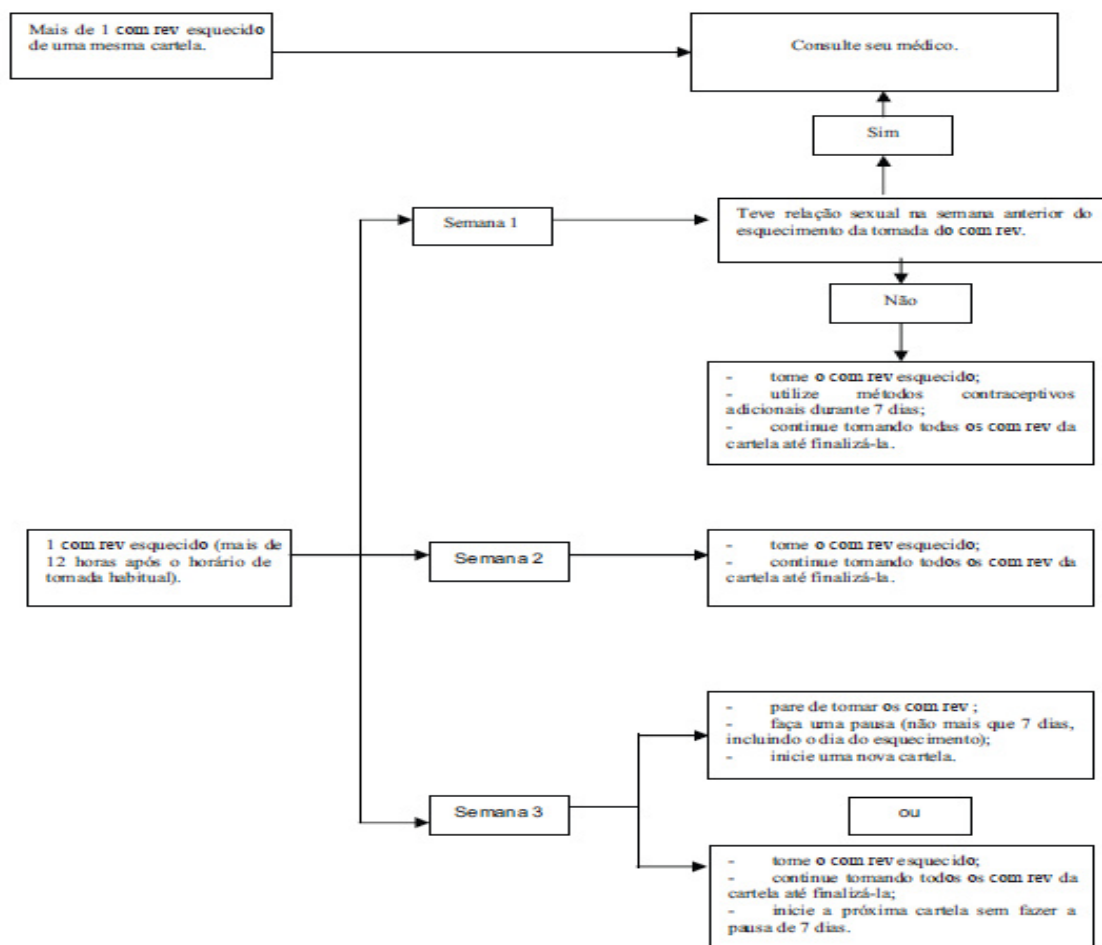 Mais de 1 com rev esquecido
de uma mesma cartela.
Consulte seu médico.
Sim
Semana 1
Teve relação sexual na semana anterior do
esquecimento da tomada do com rev.
Não
- tome o com rev esquecido;
- utilize métodos contraceptivos
adicionais durante 7 dias;
- continue tomando todas os com rev da
cartela até finalizá-la.
1 com rev esquecido (mais de
12 horas após o horário de
tomada habitual).
Semana 2
- tome o com rev esquecido;
- continue tomando todos os com rev da
cartela até finalizá-la.
- pare de tomar os com rev ;
- faça uma pausa (não mais que 7 dias,
incluindo o dia do esquecimento);
- inicie uma nova cartela.
Semana 3
ou
- tome o com rev esquecido;
- continue tomando todos os com rev da
cartela até finalizá-la;
- inicie a próxima cartela sem fazer a
pausa de 7 dias.